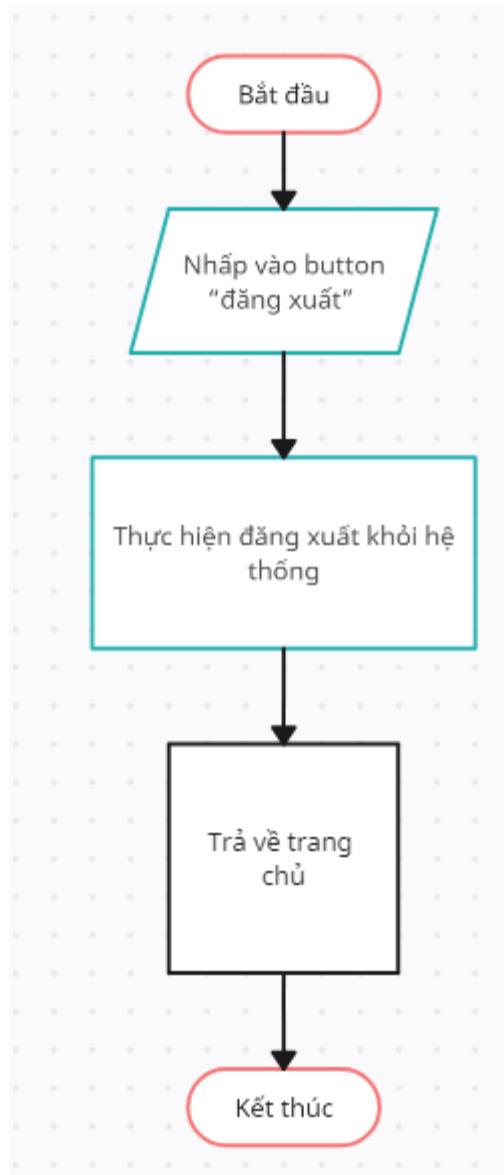 Bắt đầu
Nhấp vào button
“đăng xuất”
Thực hiện đăng xuất khỏi hệ
thống
Trả về trang
chủ
Kết thúc